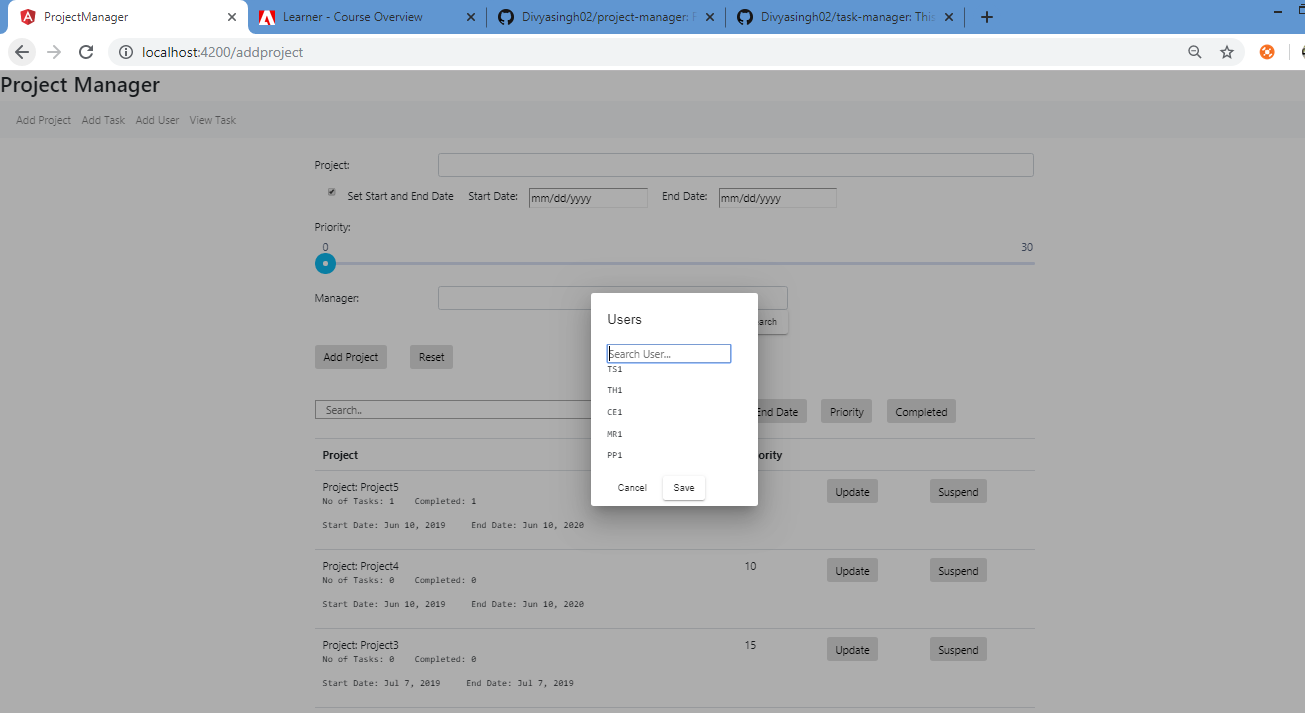 ProjectManager
Learner - Course Overview
Divyasingh02/project-manager:
Divyasingh02/task-manager: This
localhost:4200/addproject
Project Manager
Add Project Add Task Add User View Task
Project:
Set Start and End Date Start Date: mm/dd/yyyy End Date: mm/dd/yyyy
Priority:
0 30
Manager:
Users
arch
Search User...
Add Project Reset
TS1
TH1
CE1
Search.. End Date Priority Completed
MR1
PP1
Project ority
Cancel Save
Project: Project5 Update Suspend
No of Tasks: 1 Completed: 1
Start Date: Jun 10, 2019 End Date: Jun 10, 2020
Project: Project4 10 Update Suspend
No of Tasks: 0 Completed: 0
Start Date: Jun 10, 2019 End Date: Jun 10, 2020
Project: Project3 15 Update Suspend
No of Tasks: 0 Completed: 0
Start Date: Jul 7, 2019 End Date: Jul 7, 2019